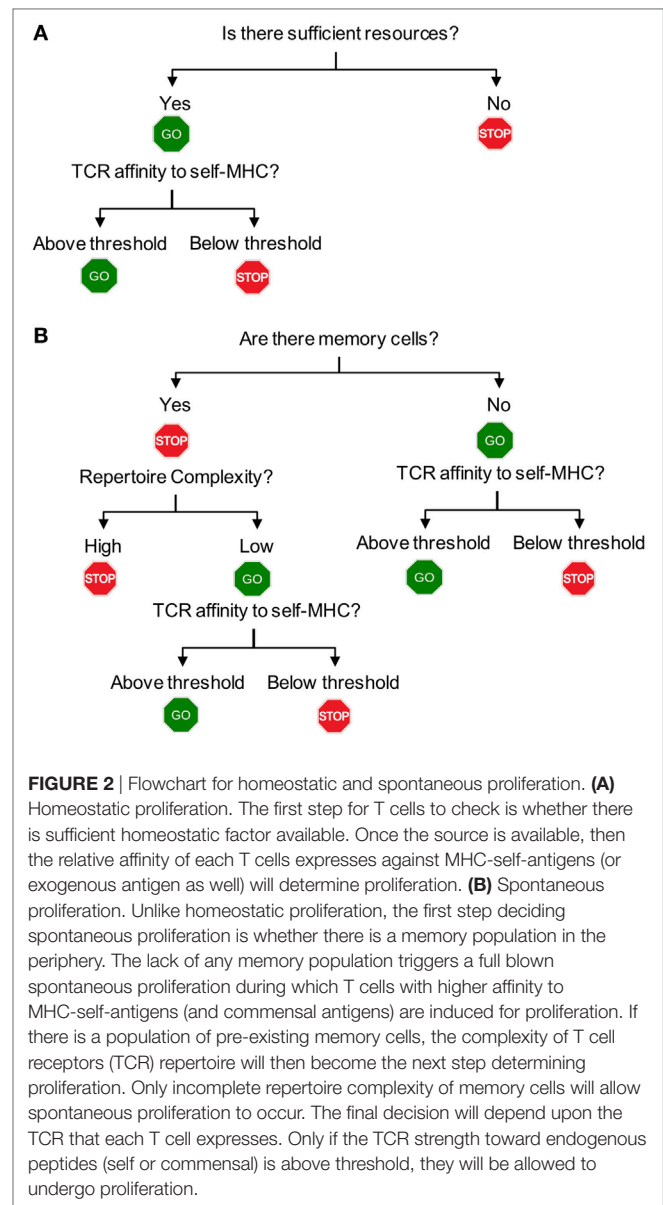 A
Is there sufficient resources?
Yes
No
GO
STOP
TCR affinity to self-MHC?
Above threshold
Below threshold
GO
STOP
B
Are there memory cells?
Yes
No
STOP
GO
Repertoire Complexity?
TCR affinity to self-MHC?
High
Low
Above threshold
Below threshold
STOP
GO
GO
STOP
TCR affinity to self-MHC?
Above threshold
Below threshold
GO
STOP
FIGURE 2 | Flowchart for homeostatic and spontaneous proliferation. (A)
Homeostatic proliferation. The first step for T cells to check is whether there
is sufficient homeostatic factor available. Once the source is available, then
the relative affinity of each T cells expresses against MHC-self-antigens (or
exogenous antigen as well) will determine proliferation. (B) Spontaneous
proliferation. Unlike homeostatic proliferation, the first step deciding
spontaneous proliferation is whether there is a memory population in the
periphery. The lack of any memory population triggers a full blown
spontaneous proliferation during which T cells with higher affinity to
MHC-self-antigens (and commensal antigens) are induced for proliferation. If
there is a population of pre-existing memory cells, the complexity of T cell
receptors (TCR) repertoire will then become the next step determining
proliferation. Only incomplete repertoire complexity of memory cells will allow
spontaneous proliferation to occur. The final decision will depend upon the
TCR that each T cell expresses. Only if the TCR strength toward endogenous
peptides (self or commensal) is above threshold, they will be allowed to
undergo proliferation.